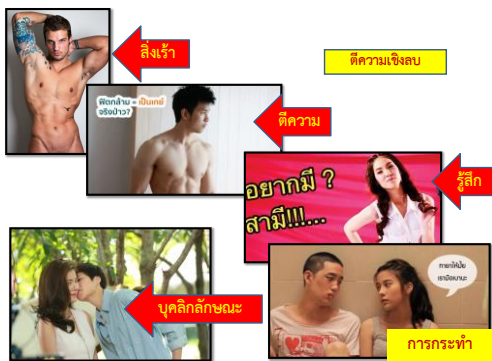 สิ่งเร้า
ตีความเชิงลบ
ฟิตกล้าม = เป็นเกย์
จริงป่าว?
ตีความ
อยากมี ?
สามี!!!...
รู้สึก
บุคลิกลักษณะ
การกระทำ